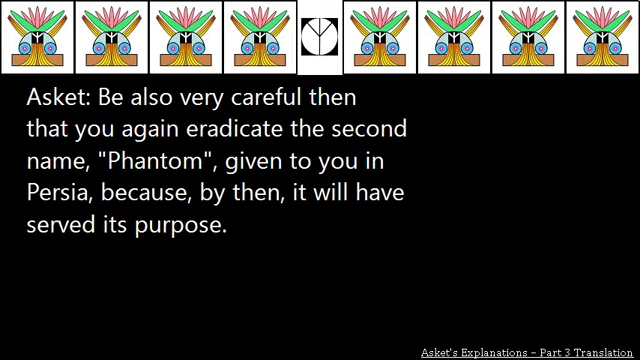 Asket: Be also very careful then
that you again eradicate the second
name, "Phantom", given to you in
Persia, because, by then, it will have
served its purpose.
Asket's Explanations – Part 3 Translation